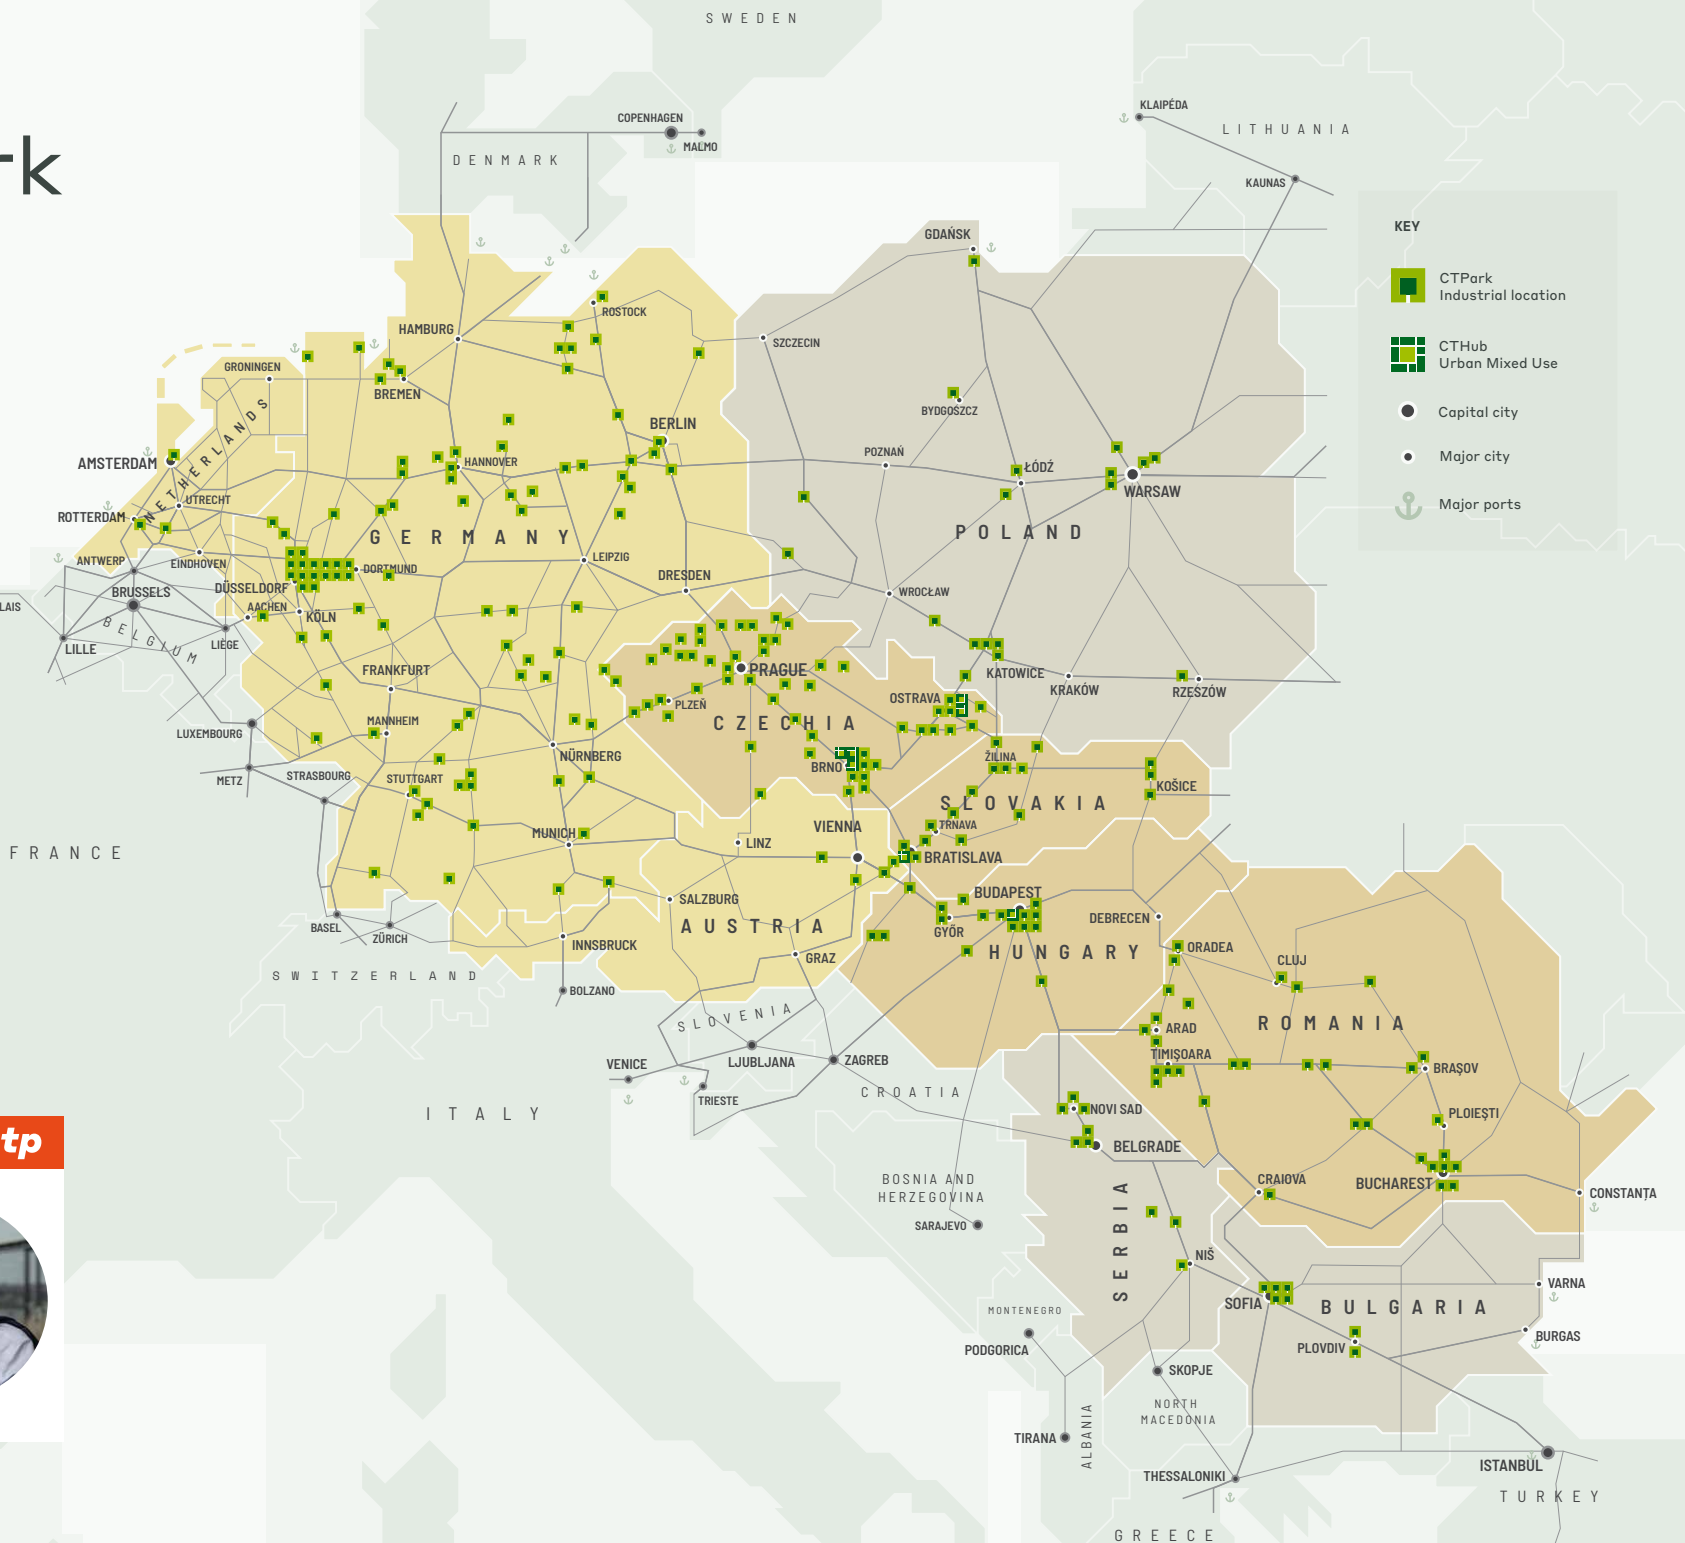 SWEDEN
KLAIPĖDA
COPENHAGEN
MALMO
LITHUANIA
DENMARK
rk
KAUNAS
KEY
CTPark
Industrial location
CTHub
Urban Mixed Use
Capital city
Major city
Major ports
GDAŃSK
ROSTOCK
HAMBURG
SZCZECIN
GRONINGEN
BREMEN
BYDGOSZCZ
BERLIN
NETHERLANDS
AMSTERDAM
HANNOVER
POZNAŃ
ŁÓDŹ
WARSAW
UTRECHT
ROTTERDAM
GERMANY
POLAND
ANTWERP
EINDHOVEN
LEIPZIG
DORTMUND
DRESDEN
BRUSSELS
DÜSSELDORF
WROCŁAW
LAIS
AACHEN
KÖLN
BELGIUM
LILLE
LIÈGE
FRANKFURT
PRAGUE
KATOWICE
KRAKÓW
RZESZÓW
OSTRAVA
PLZEŇ
MANNHEIM
CZECHIA
LUXEMBOURG
NÜRNBERG
ŽILINA
BRNO
METZ
STRASBOURG
STUTTGART
KOŠICE
SLOVAKIA
TRNAVA
VIENNA
MUNICH
LINZ
FRANCE
BRATISLAVA
BUDAPEST
SALZBURG
DEBRECEN
BASEL
ZÜRICH
AUSTRIA
GYÖR
INNSBRUCK
HUNGARY
ORADEA
GRAZ
CLUJ
SWITZERLAND
BOLZANO
SLOVENIA
ROMANIA
ARAD
TIMIŞOARA
VENICE
LJUBLJANA
ZAGREB
BRAŞOV
CROATIA
TRIESTE
NOVI SAD
PLOIEŞTI
ITALY
BELGRADE
tp
BOSNIA AND
HERZEGOVINA
CRAIOVA
BUCHAREST
CONSTANȚA
SARAJEVO
SERBIA
NIŠ
VARNA
MONTENEGRO
SOFIA
BULGARIA
PODGORICA
PLOVDIV
BURGAS
SKOPJE
NORTH
MACEDONIA
TIRANA
ALBANIA
ISTANBUL
THESSALONIKI
TURKEY
GREECE